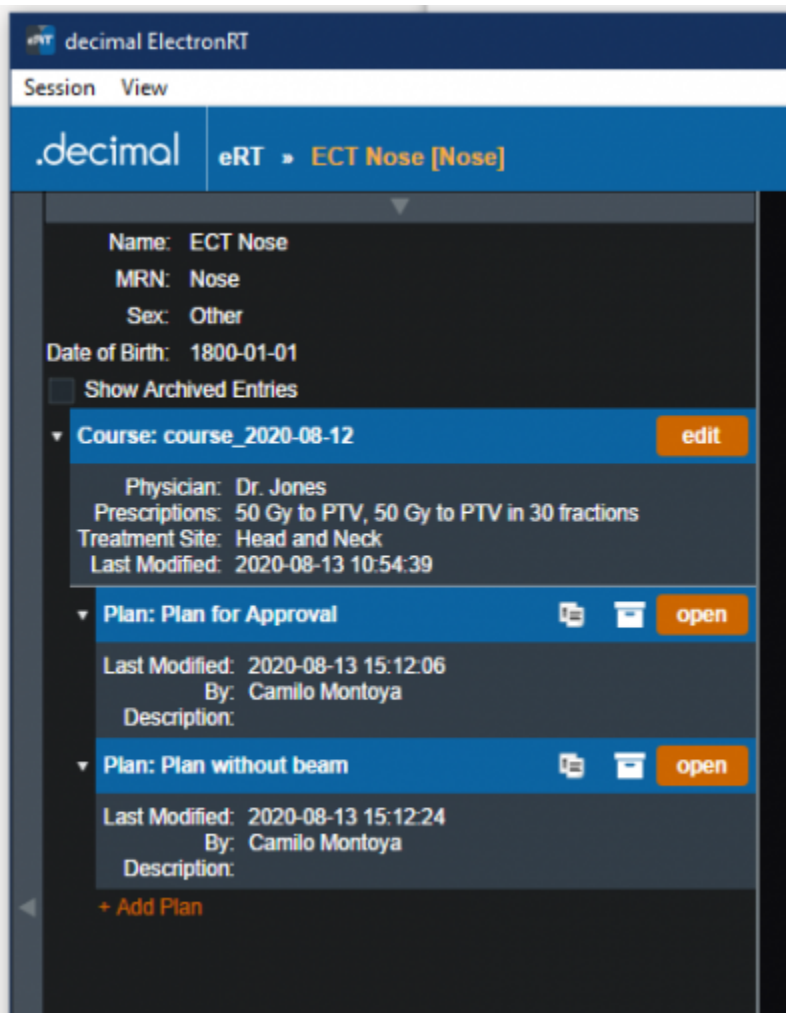 eRT decimal ElectronRT
Session View
.decimal eRT » ECT Nose [Nose]
Name: ECT Nose
MRN: Nose
Sex: Other
Date of Birth: 1800-01-01
Show Archived Entries
Course: course_2020-08-12 edit
Physician: Dr. Jones
Prescriptions: 50 Gy to PTV, 50 Gy to PTV in 30 fractions
Treatment Site: Head and Neck
Last Modified: 2020-08-13 10:54:39
Plan: Plan for Approval open
Last Modified: 2020-08-13 15:12:06
By: Camilo Montoya
Description:
Plan: Plan without beam open
Last Modified: 2020-08-13 15:12:24
By: Camilo Montoya
Description:
+ Add Plan